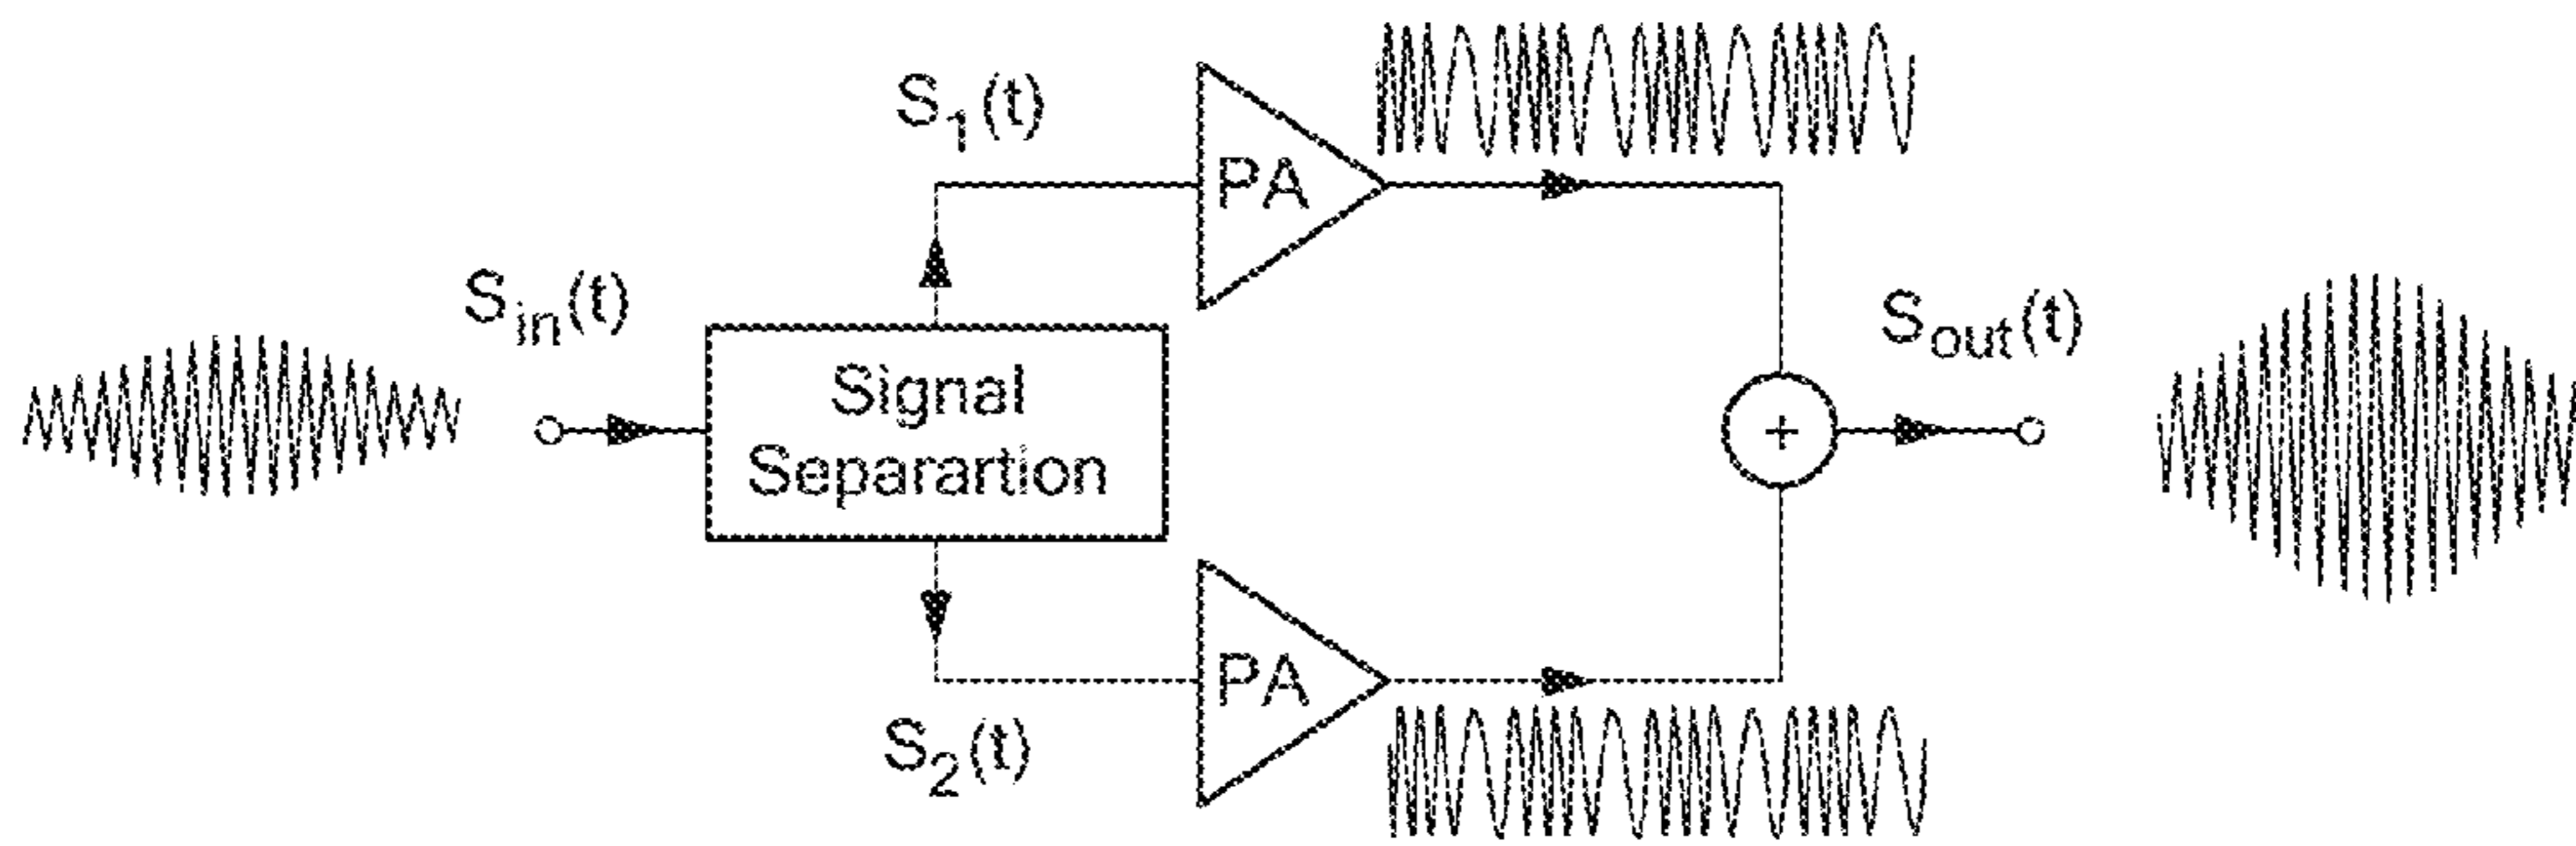 S1(t)
PA
Sin(t)
Signal
Separartion
+
Sout(t)
PA
S2(t)